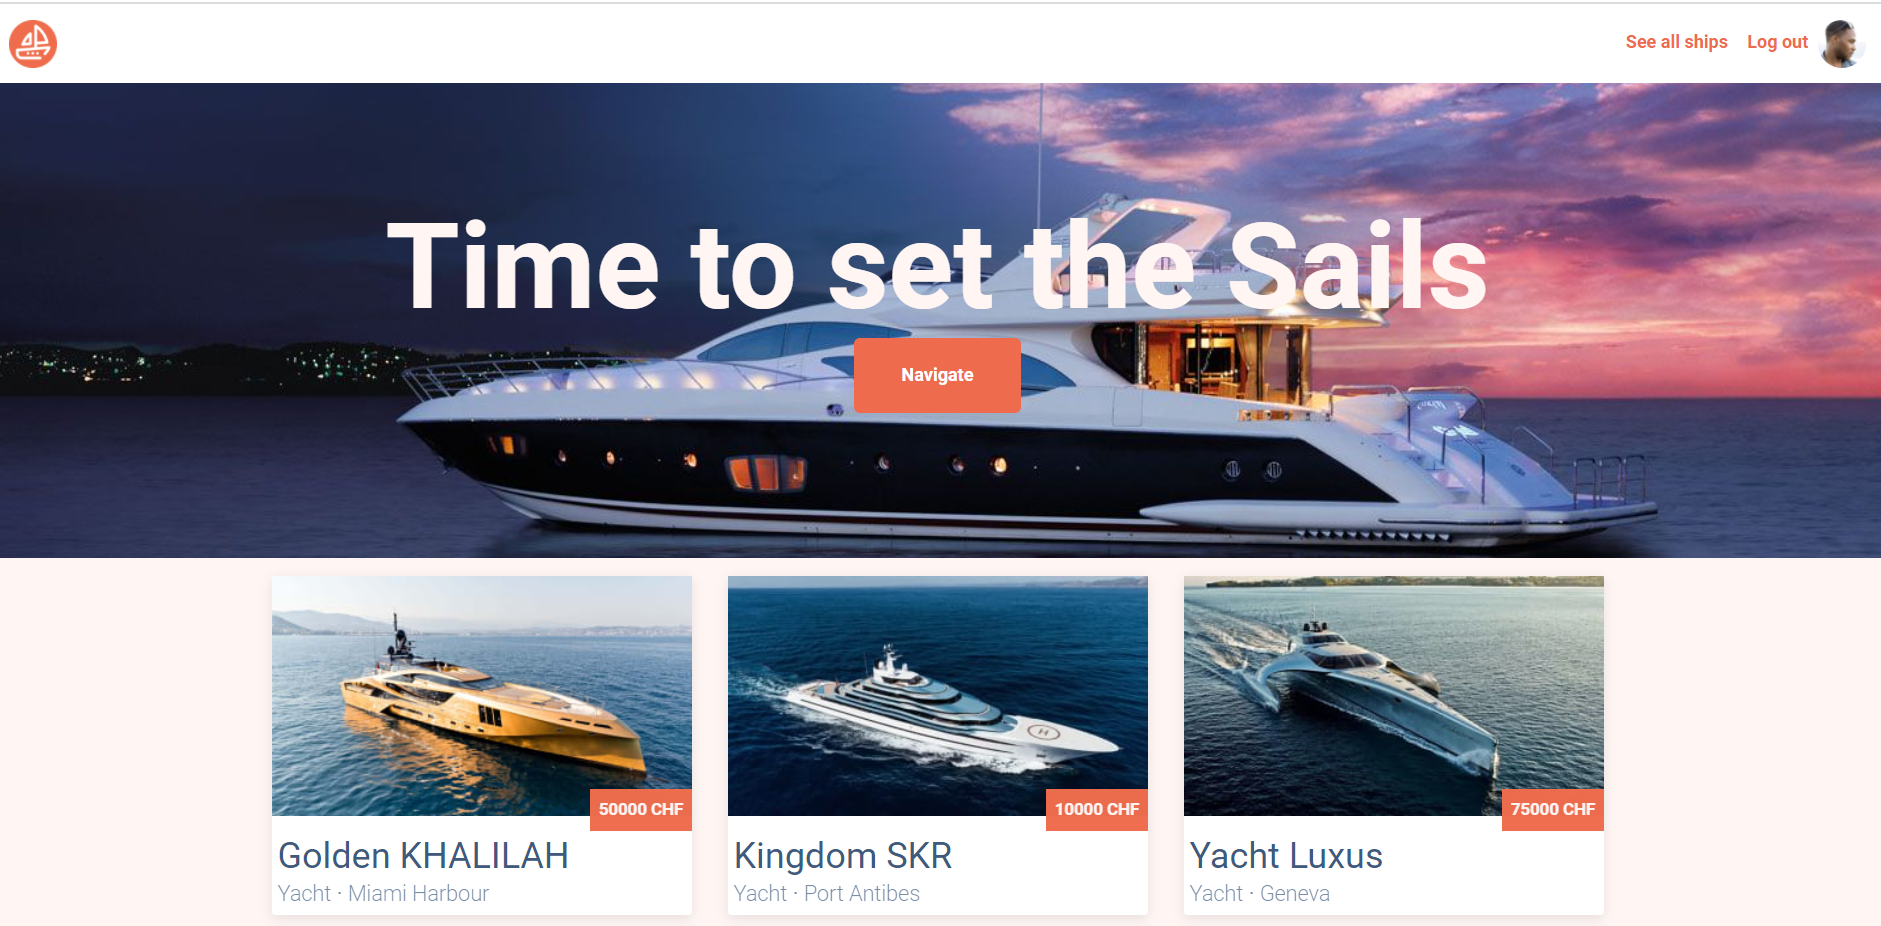 See all ships Log out
Time to set the Sails
Navigate
50000 CHF
Golden KHALILAH
Yacht · Miami Harbour
10000 CHF
Kingdom SKR
Yacht · Port Antibes
H
75000 CHF
Yacht Luxus
Yacht · Geneva